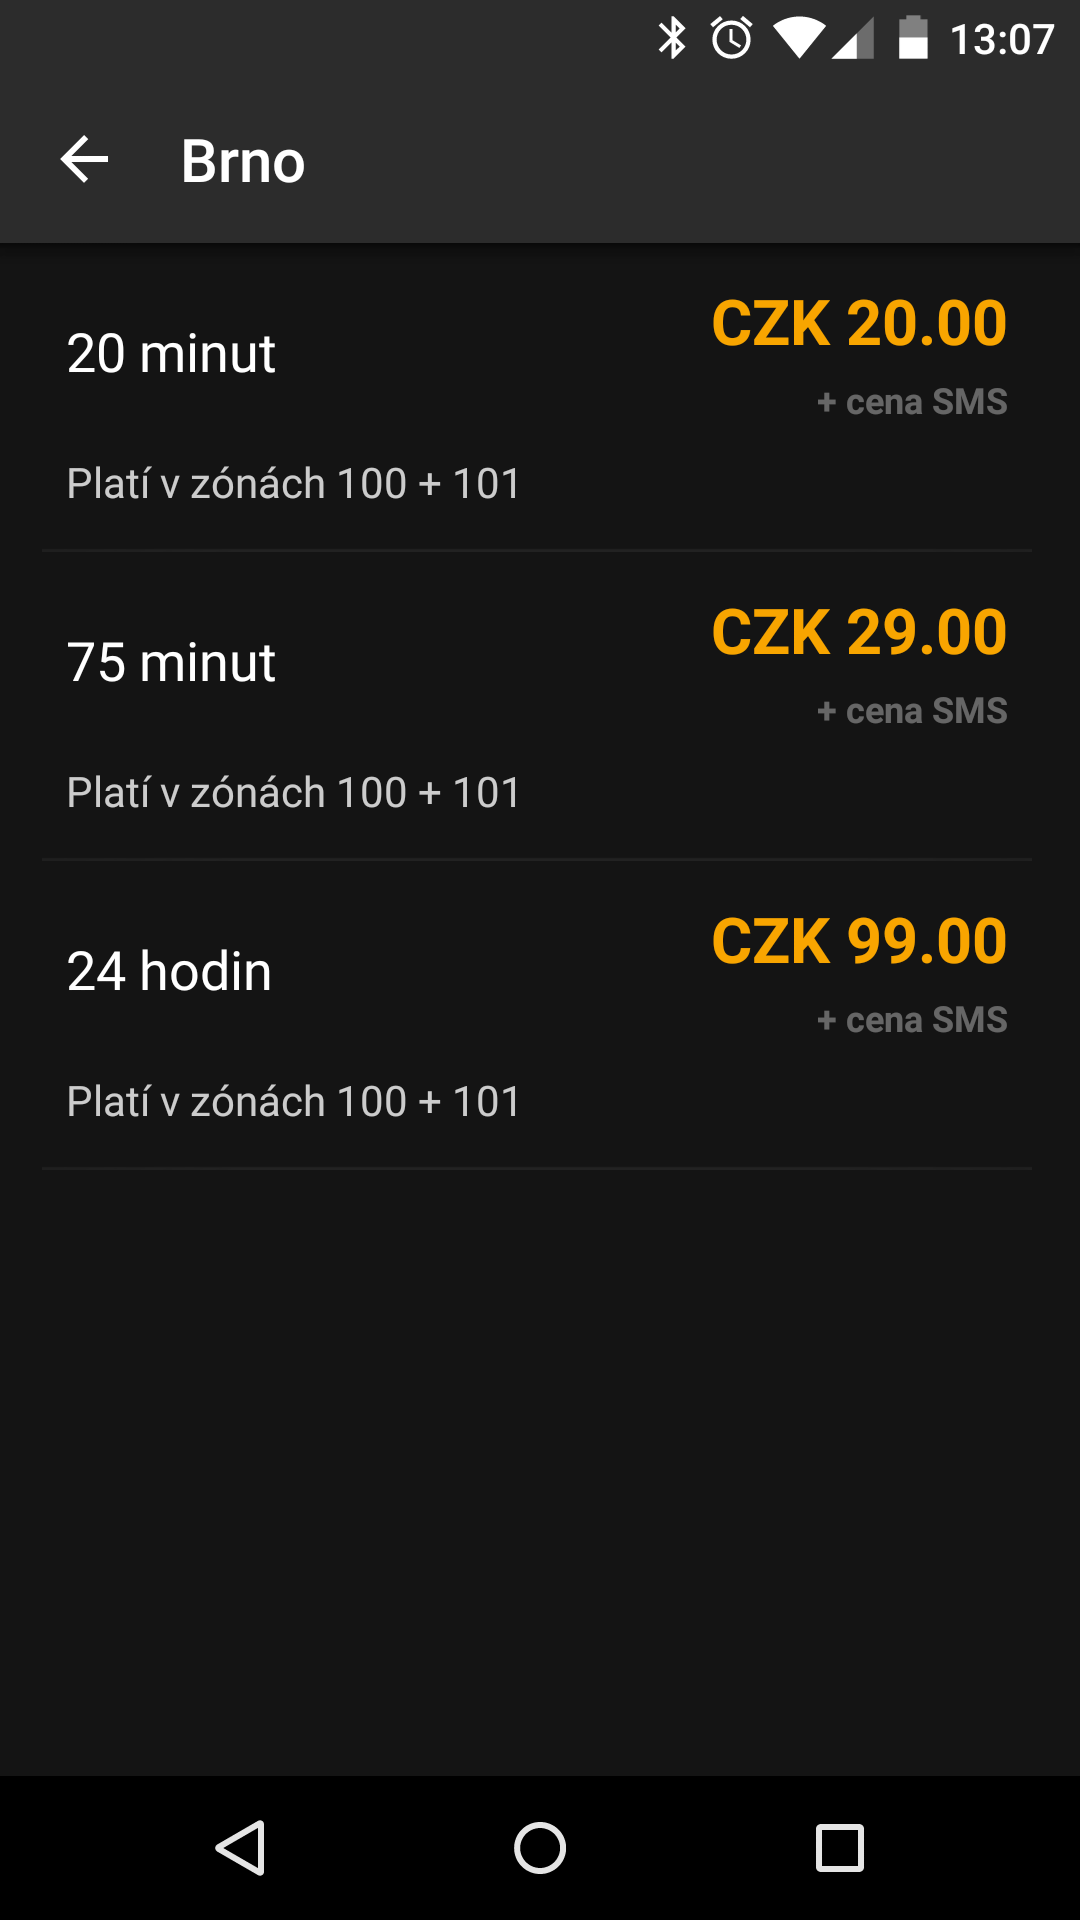 13:07
Brno
20 minut
CZK 20.00
+ cena SMS
Platí v zónách 100 + 101
75 minut
CZK 29.00
+ cena SMS
Platí v zónách 100 + 101
24 hodin
CZK 99.00
+ cena SMS
Platí v zónách 100 + 101